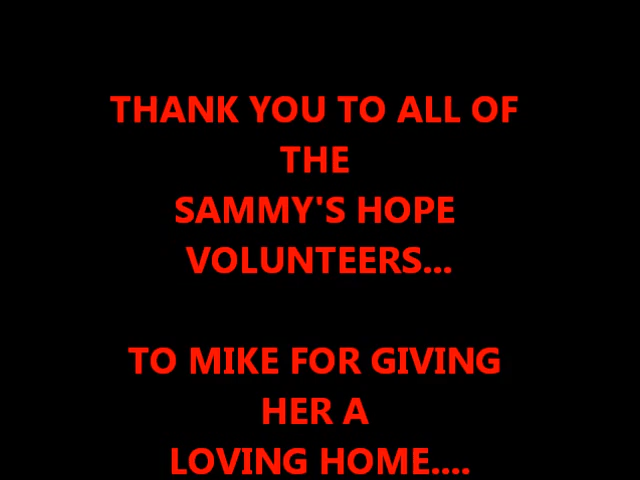 THANK YOU TO ALL OF
THE
SAMMY'S HOPE
VOLUNTEERS...
TO MIKE FOR GIVING
HER A
LOVING HOME....